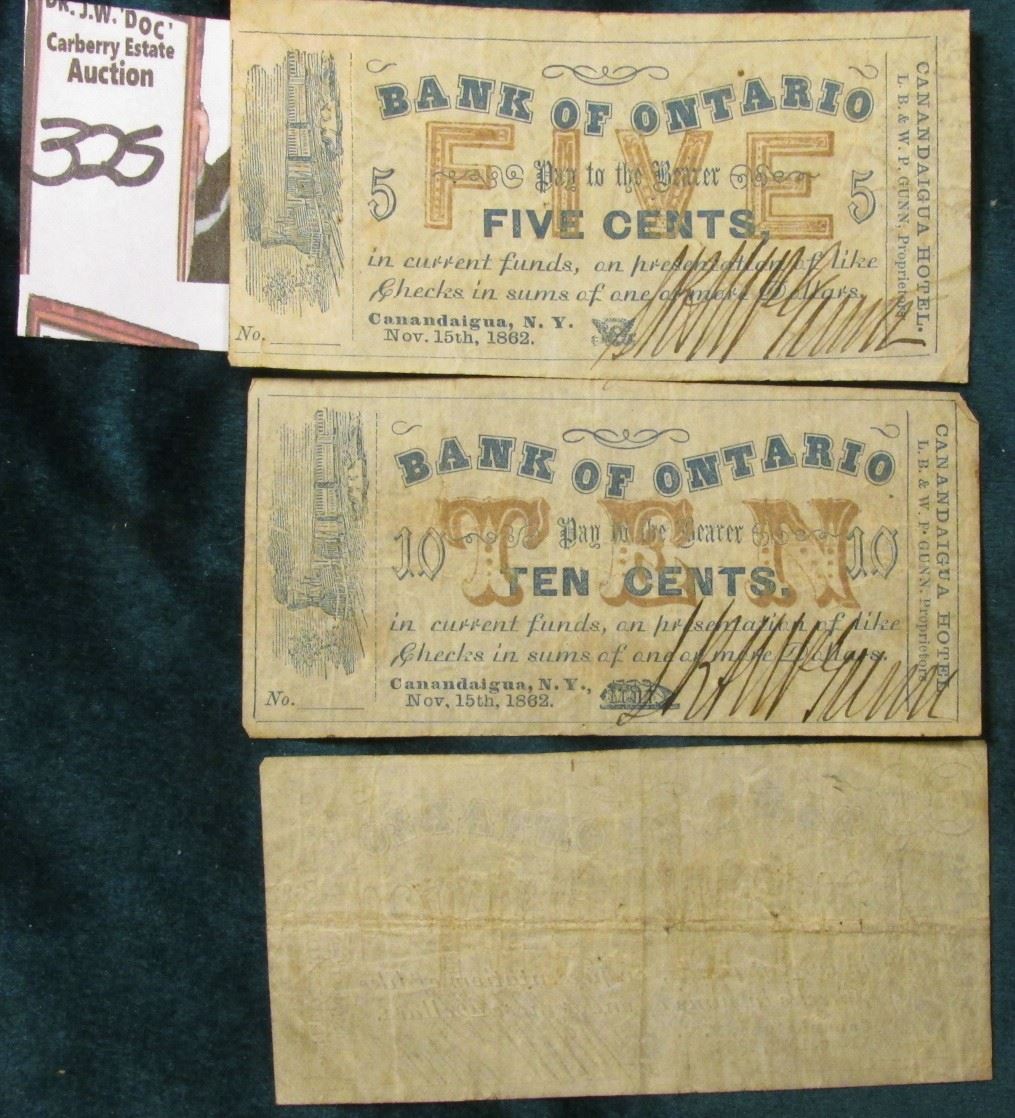 DR. J.W. 'DOC'
Carberry Estate
Auction
325
BANK OF ONTARIO
FIVE
5 Pay to the Bearer 5
FIVE CENTS.
in current funds, on presentation of like
Checks in sums of one or more Dollars.
Canandaigua, N. Y.
Nov. 15th, 1862.
No.
CANANDAIGUA HOTEL.
L. B. & W. P. GUNN, Proprietors
L B & W P Gunn
BANK OF ONTARIO
TEN
10 Pay to the Bearer 10
TEN CENTS.
in current funds, on presentation of like
Checks in sums of one or more Dollars.
Canandaigua, N. Y.,
Nov. 15th, 1862.
No.
CANANDAIGUA HOTEL
L. B. & W. P. GUNN, Proprietors
L B & W P Gunn